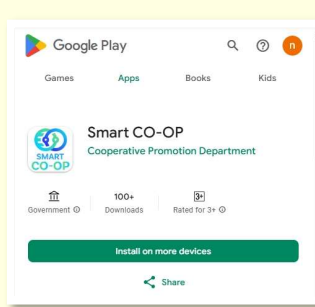 Google Play
n
Games Apps Books Kids
SMART
CO-OP
Smart CO-OP
Cooperative Promotion Department
100+
3+
Government
Downloads
Rated for 3+
Install on more devices
Share